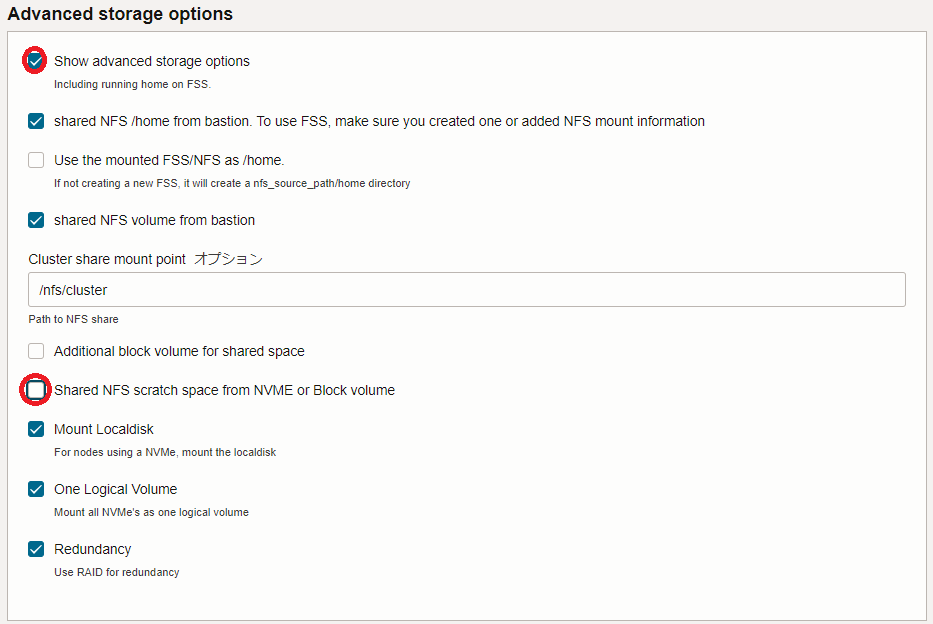 Advanced storage options
Show advanced storage options
Including running home on FSS.
shared NFS /home from bastion. To use FSS, make sure you created one or added NFS mount information
Use the mounted FSS/NFS as /home.
If not creating a new FSS, it will create a nfs_source_path/home directory
shared NFS volume from bastion
Cluster share mount point オプション
/nfs/cluster
Path to NFS share
Additional block volume for shared space
Shared NFS scratch space from NVME or Block volume
Mount Localdisk
For nodes using a NVMe, mount the localdisk
One Logical Volume
Mount all NVMe's as one logical volume
Redundancy
Use RAID for redundancy